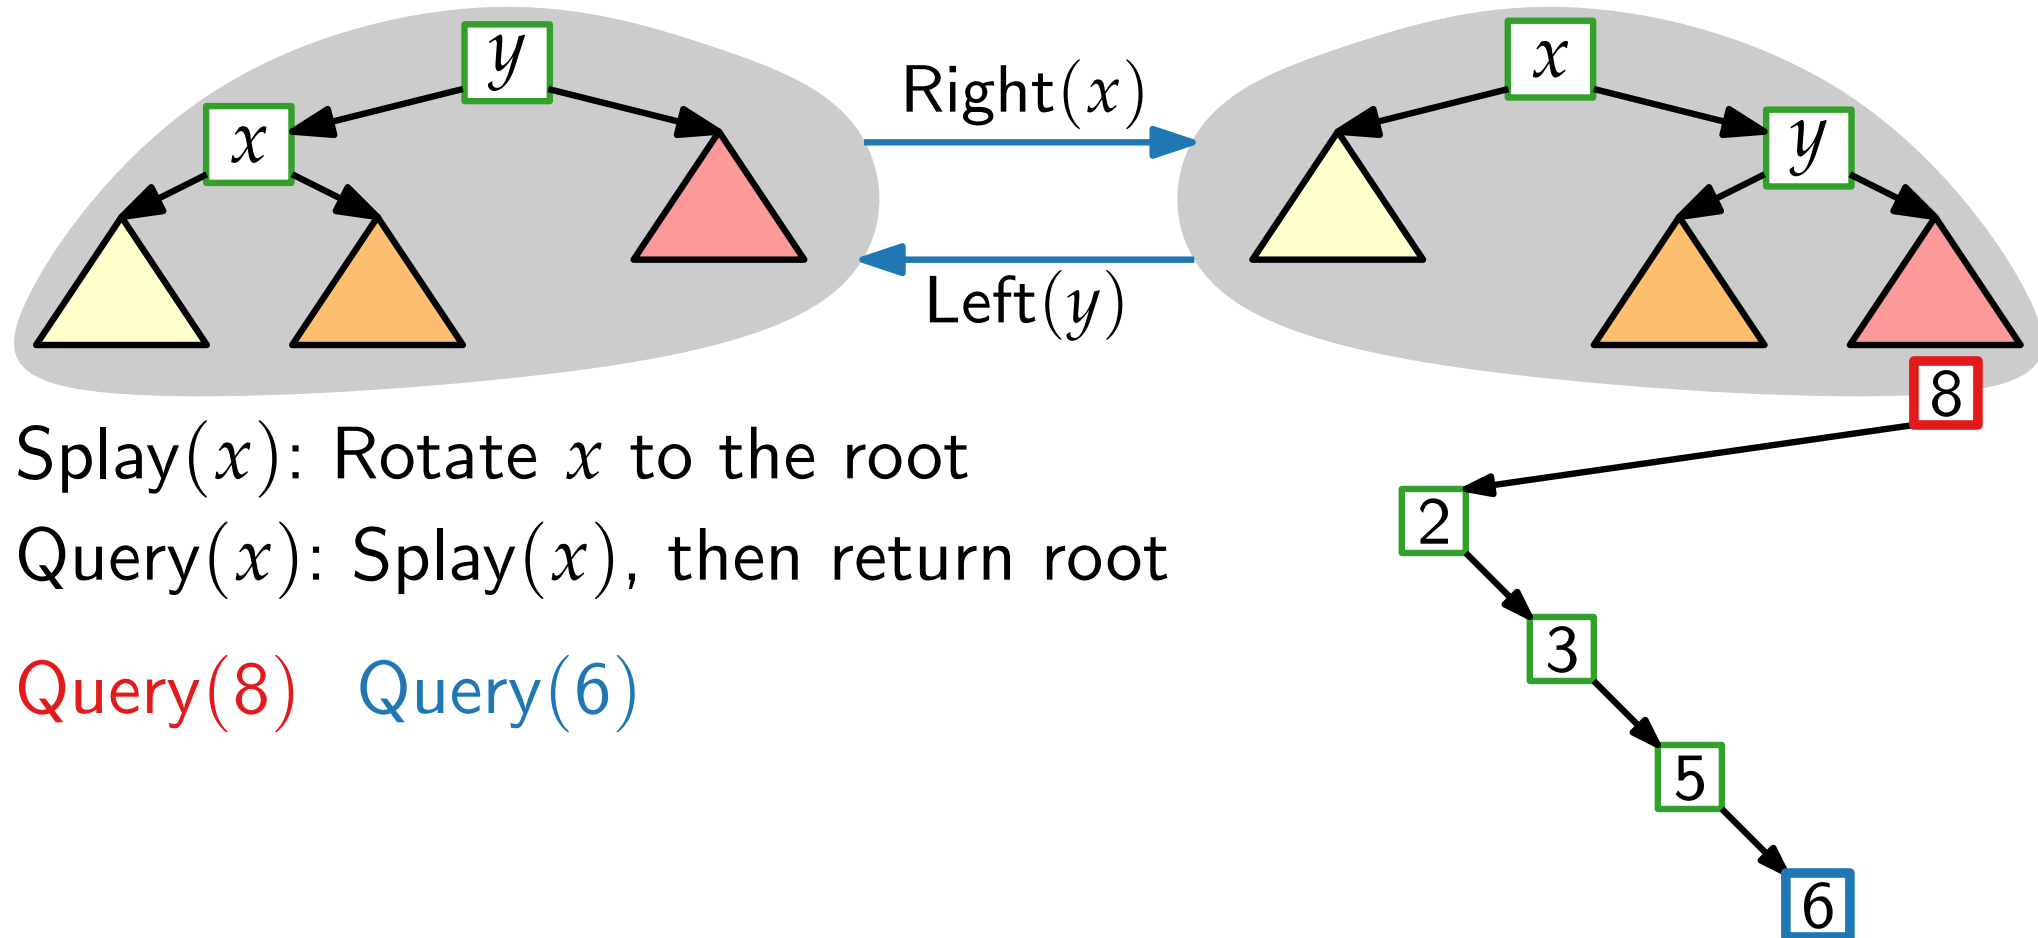 y
x
Right(x)
x
y
Left(y)
8
Splay(x): Rotate x to the root
2
Query(x): Splay(x), then return root
3
Query(8) Query(6)
5
6